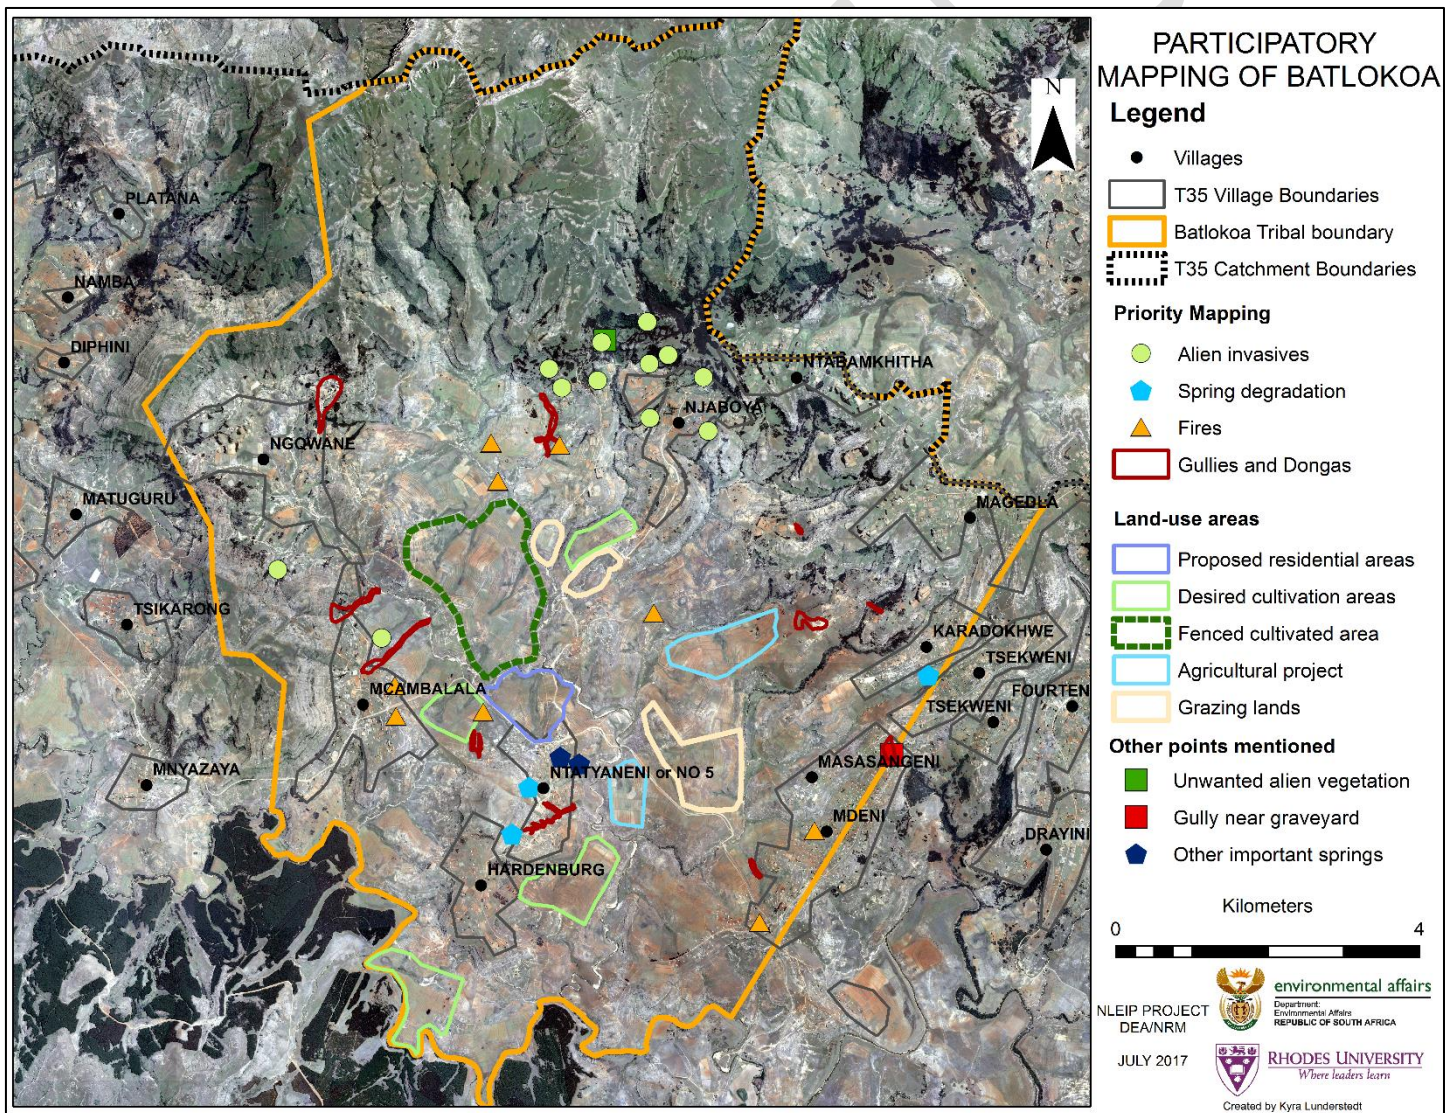 PARTICIPATORY
MAPPING OF BATLOKOA
Legend
Villages
T35 Village Boundaries
Batlokoa Tribal boundary
T35 Catchment Boundaries
Priority Mapping
Alien invasives
Spring degradation
Fires
Gullies and Dongas
Land-use areas
Proposed residential areas
Desired cultivation areas
Fenced cultivated area
Agricultural project
Grazing lands
Other points mentioned
Unwanted alien vegetation
Gully near graveyard
Other important springs
Kilometers
0 4
NLEIP PROJECT
DEA/NRM
JULY 2017
environmental affairs
Department:
Environmental Affairs
REPUBLIC OF SOUTH AFRICA
RHODES UNIVERSITY
Where leaders learn
Created by Kyra Lunderstedt
N
PLATANA
NAMBA
DIPHINI
NTABAMKHITHA
NJABOYA
NGQWANE
MATUGURU
MAGEDLA
TSIKARONG
KARADOKHWE
TSEKWENI
MCAMBALALA
FOURTEN
TSEKWENI
MASASANGENI
MNYAZAYA
NTATYANENI or NO 5
MDENI
DRAYINI
HARDENBURG